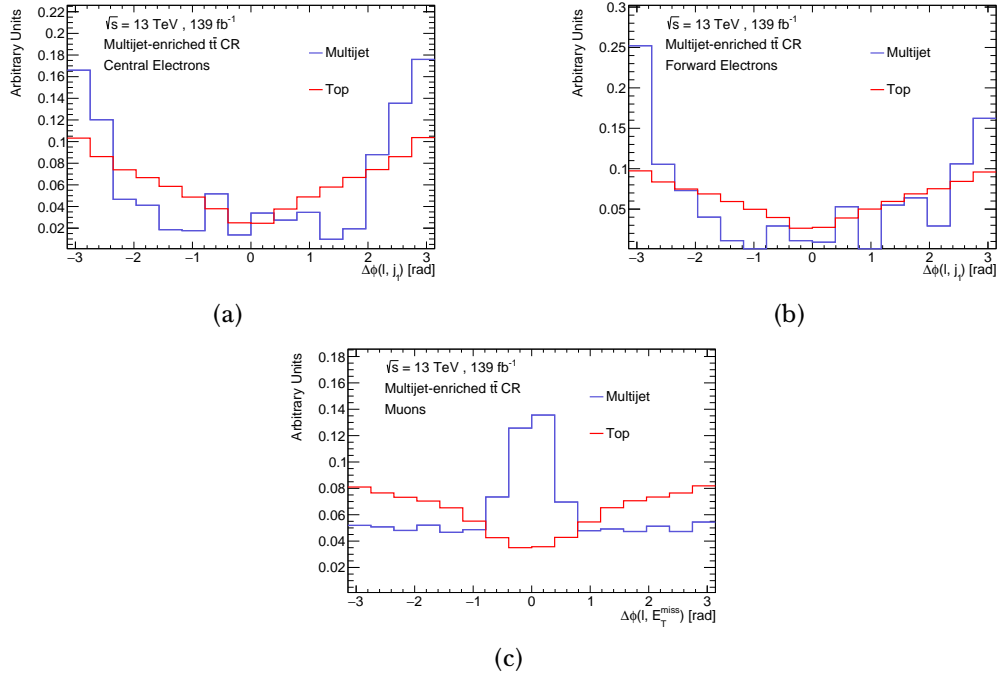 √s = 13 TeV , 139 fb⁻¹
Multijet-enriched tt̄ CR
Central Electrons
Multijet
Top
Arbitrary Units
0.22
0.2
0.18
0.16
0.14
0.12
0.1
0.08
0.06
0.04
0.02
−3 −2 −1 0 1 2 3
Δϕ(l, j₁) [rad]
(a)
√s = 13 TeV , 139 fb⁻¹
Multijet-enriched tt̄ CR
Forward Electrons
Multijet
Top
Arbitrary Units
0.3
0.25
0.2
0.15
0.1
0.05
−3 −2 −1 0 1 2 3
Δϕ(l, j₁) [rad]
(b)
√s = 13 TeV , 139 fb⁻¹
Multijet-enriched tt̄ CR
Muons
Multijet
Top
Arbitrary Units
0.18
0.16
0.14
0.12
0.1
0.08
0.06
0.04
0.02
−3 −2 −1 0 1 2 3
Δϕ(l, E_T^miss) [rad]
(c)